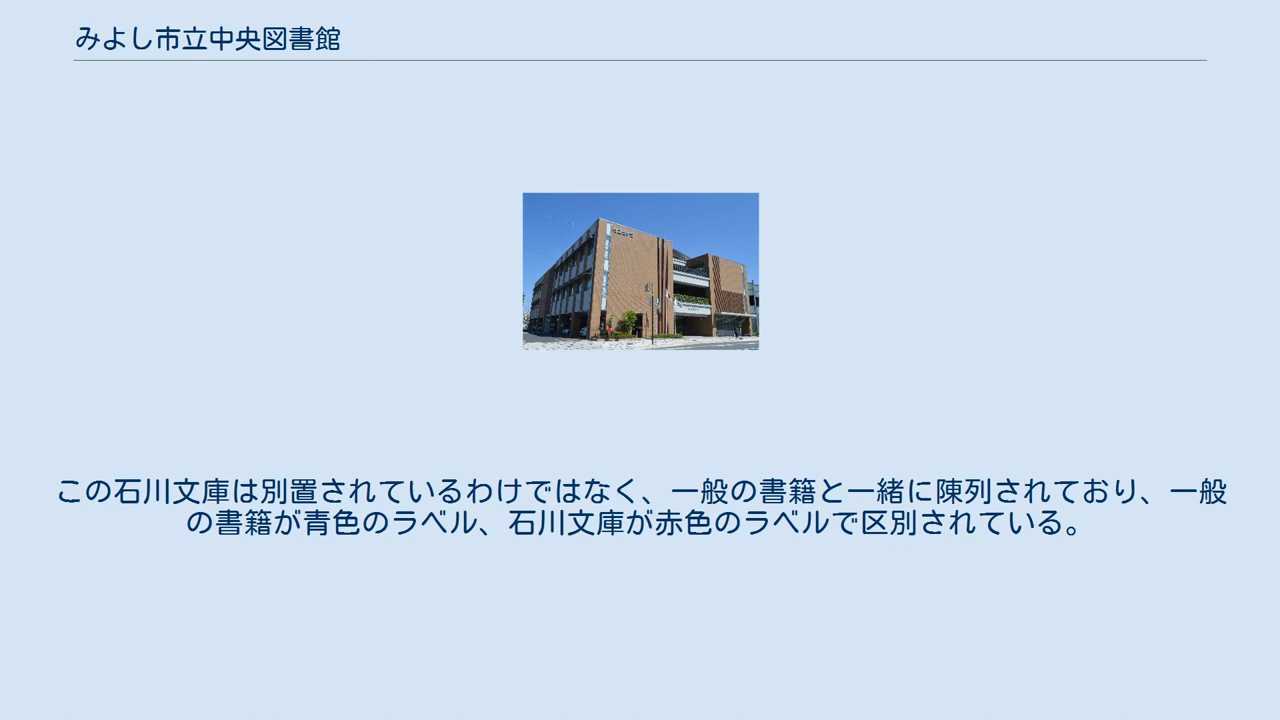 みよし市立中央図書館
この石川文庫は別置されているわけではなく、一般の書籍と一緒に陳列されており、一般
の書籍が青色のラベル、石川文庫が赤色のラベルで区別されている。